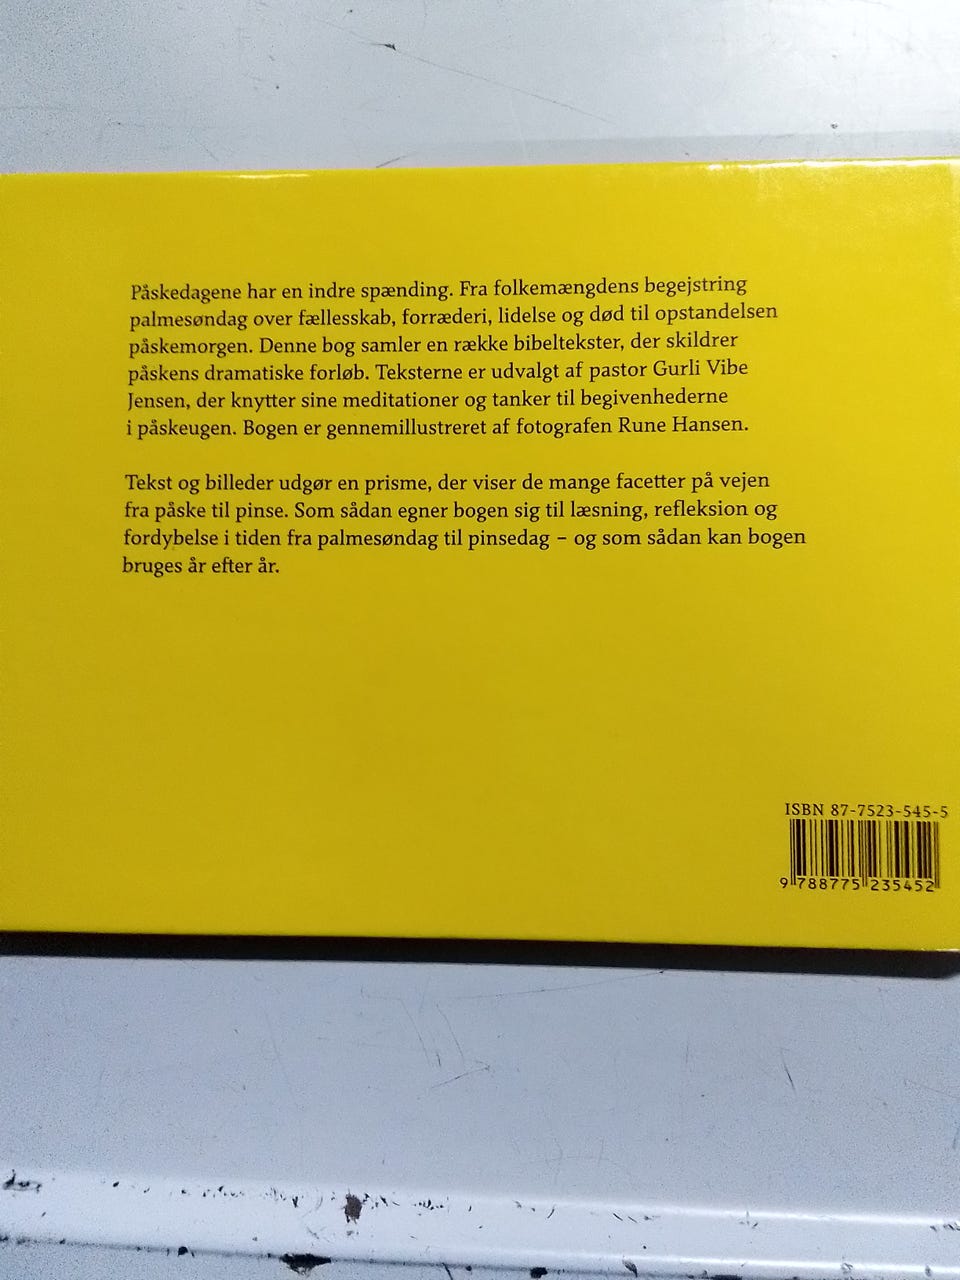 Påskedagene har en indre spænding. Fra folkemængdens begejstring
palmesøndag over fællesskab, forræderi, lidelse og død til opstandelsen
påskemorgen. Denne bog samler en række bibeltekster, der skildrer
påskens dramatiske forløb. Teksterne er udvalgt af pastor Gurli Vibe
Jensen, der knytter sine meditationer og tanker til begivenhederne
i påskeugen. Bogen er gennemillustreret af fotografen Rune Hansen.
Tekst og billeder udgør en prisme, der viser de mange facetter på vejen
fra påske til pinse. Som sådan egner bogen sig til læsning, refleksion og
fordybelse i tiden fra palmesøndag til pinsedag – og som sådan kan bogen
bruges år efter år.
ISBN 87-7523-545-5
9 788775 235452